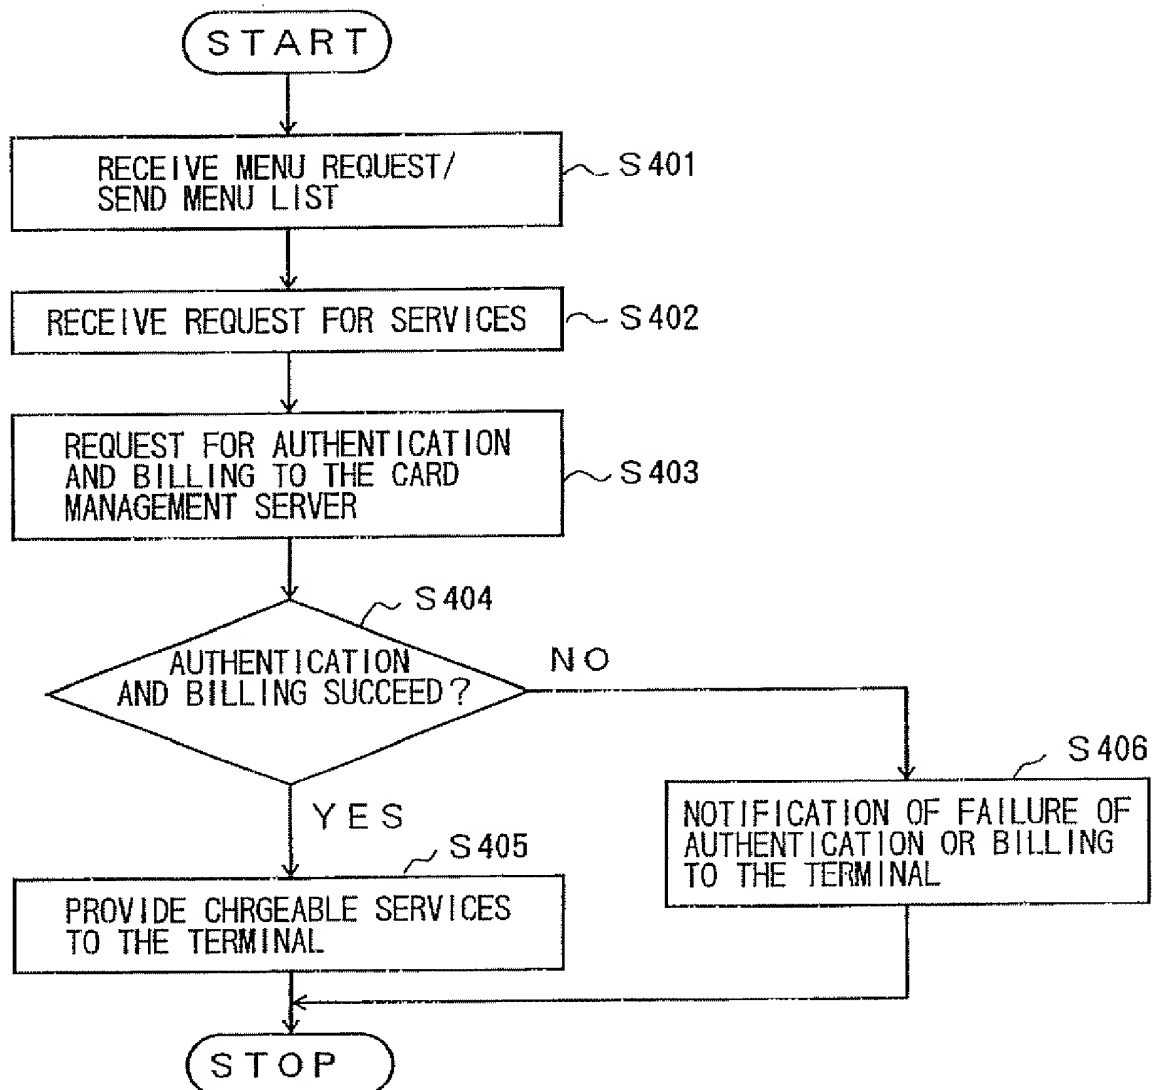 START
RECEIVE MENU REQUEST/
SEND MENU LIST
S401
RECEIVE REQUEST FOR SERVICES
S402
REQUEST FOR AUTHENTICATION
AND BILLING TO THE CARD
MANAGEMENT SERVER
S403
S404
AUTHENTICATION
AND BILLING SUCCEED?
NO
YES
S406
NOTIFICATION OF FAILURE OF
AUTHENTICATION OR BILLING
TO THE TERMINAL
S405
PROVIDE CHRGEABLE SERVICES
TO THE TERMINAL
STOP